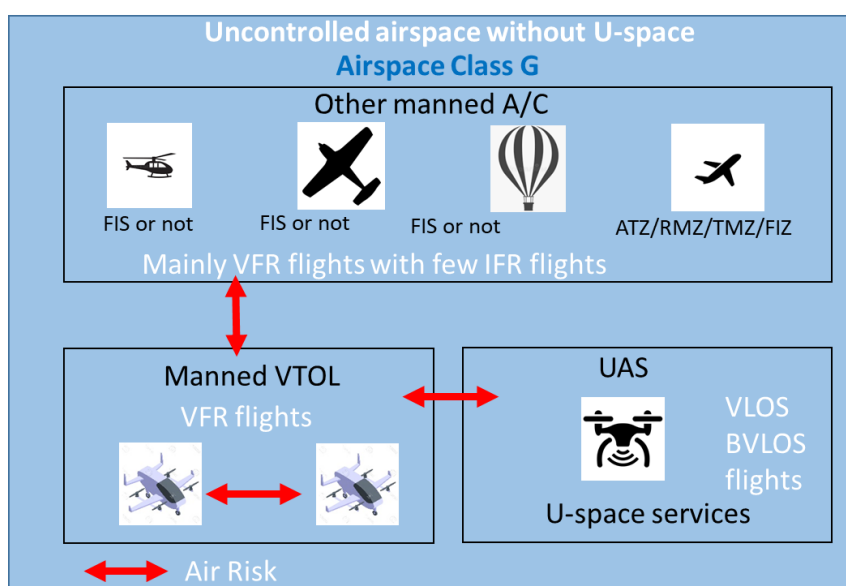 Uncontrolled airspace without U-space
Airspace Class G
Other manned A/C
FIS or not
FIS or not
FIS or not
ATZ/RMZ/TMZ/FIZ
Mainly VFR flights with few IFR flights
Manned VTOL
VFR flights
UAS
VLOS
BVLOS
flights
U-space services
Air Risk